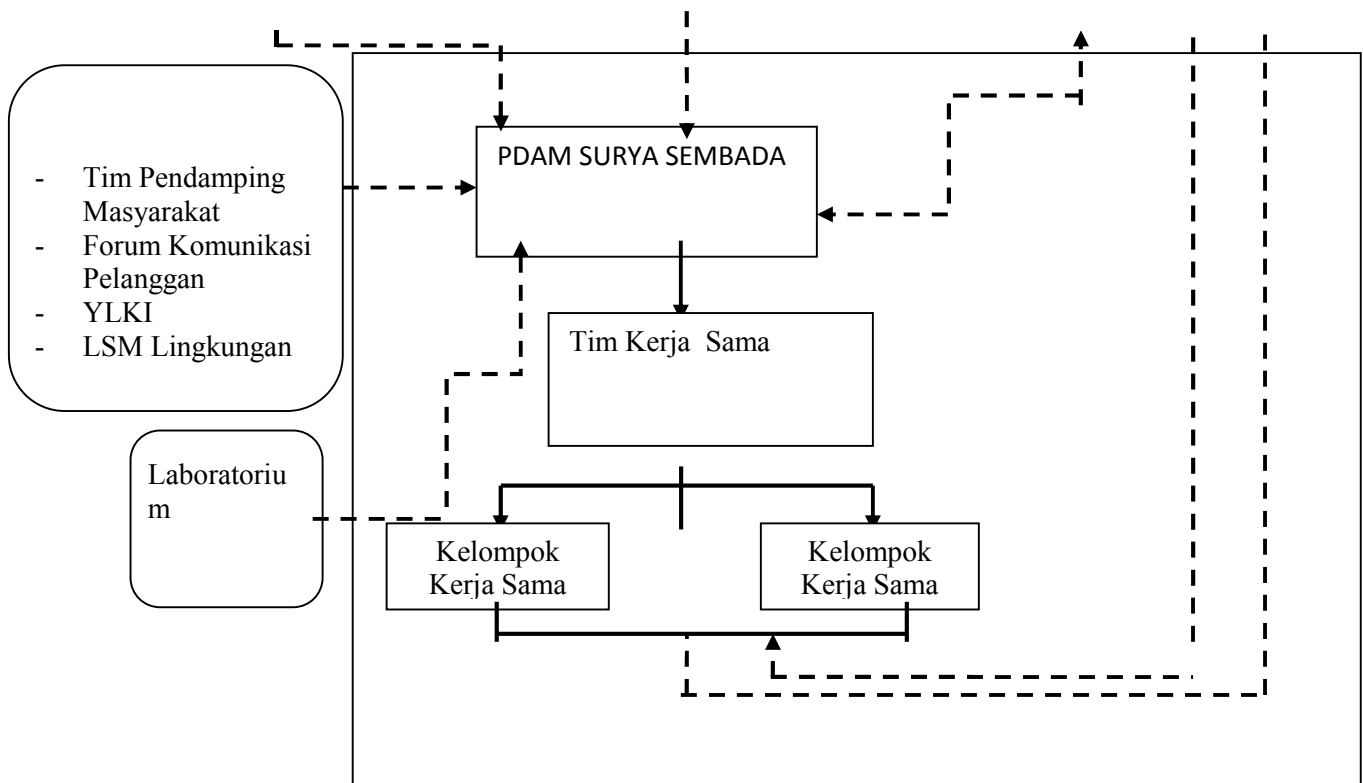 PDAM SURYA SEMBADA
- Tim Pendamping
Masyarakat
- Forum Komunikasi
Pelanggan
- YLKI
- LSM Lingkungan
Tim Kerja Sama
Laboratoriu
m
Kelompok
Kerja Sama
Kelompok
Kerja Sama